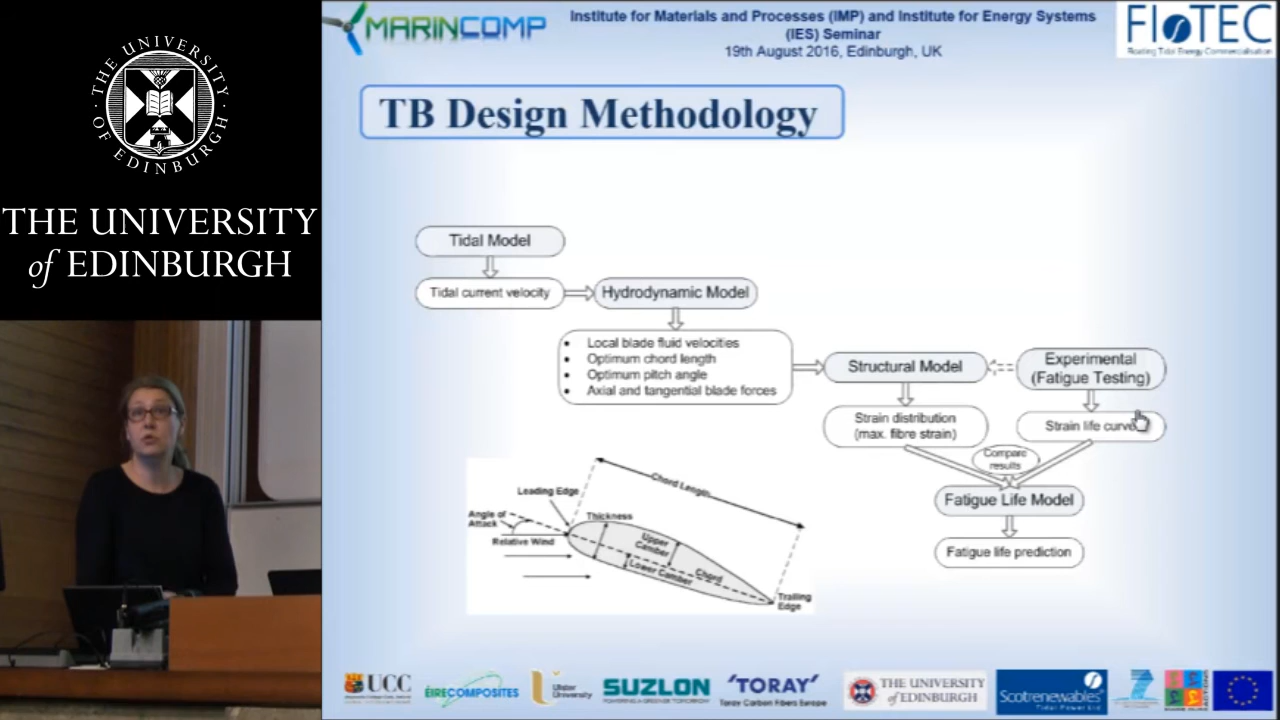 THE UNIVERSITY OF EDINBURGH
THE UNIVERSITY
of EDINBURGH
MARINCOMP
Institute for Materials and Processes (IMP) and Institute for Energy Systems
(IES) Seminar
19th August 2016, Edinburgh, UK
FloTEC
Floating Tidal Energy Commercialisation
TB Design Methodology
Tidal Model
Tidal current velocity
Hydrodynamic Model
• Local blade fluid velocities
• Optimum chord length
• Optimum pitch angle
• Axial and tangential blade forces
Structural Model
Experimental
(Fatigue Testing)
Strain distribution
(max. fibre strain)
Strain life curve
Compare
results
Fatigue Life Model
Fatigue life prediction
Chord Length
Leading Edge
Angle of
Attack
Thickness
Relative Wind
Upper
Camber
Lower Camber
Chord
Trailing
Edge
UCC
ÉIRECOMPOSITES
Ulster
University
SUZLON
POWERING A GREENER TOMORROW
'TORAY'
Toray Carbon Fibers Europe
THE UNIVERSITY
of EDINBURGH
Scotrenewables
Tidal Power Ltd